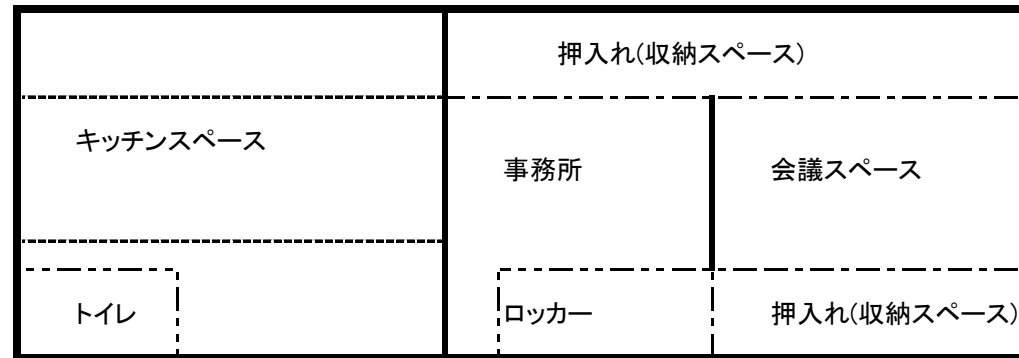 押入れ(収納スペース)
キッチンスペース
事務所
会議スペース
トイレ
ロッカー
押入れ(収納スペース)